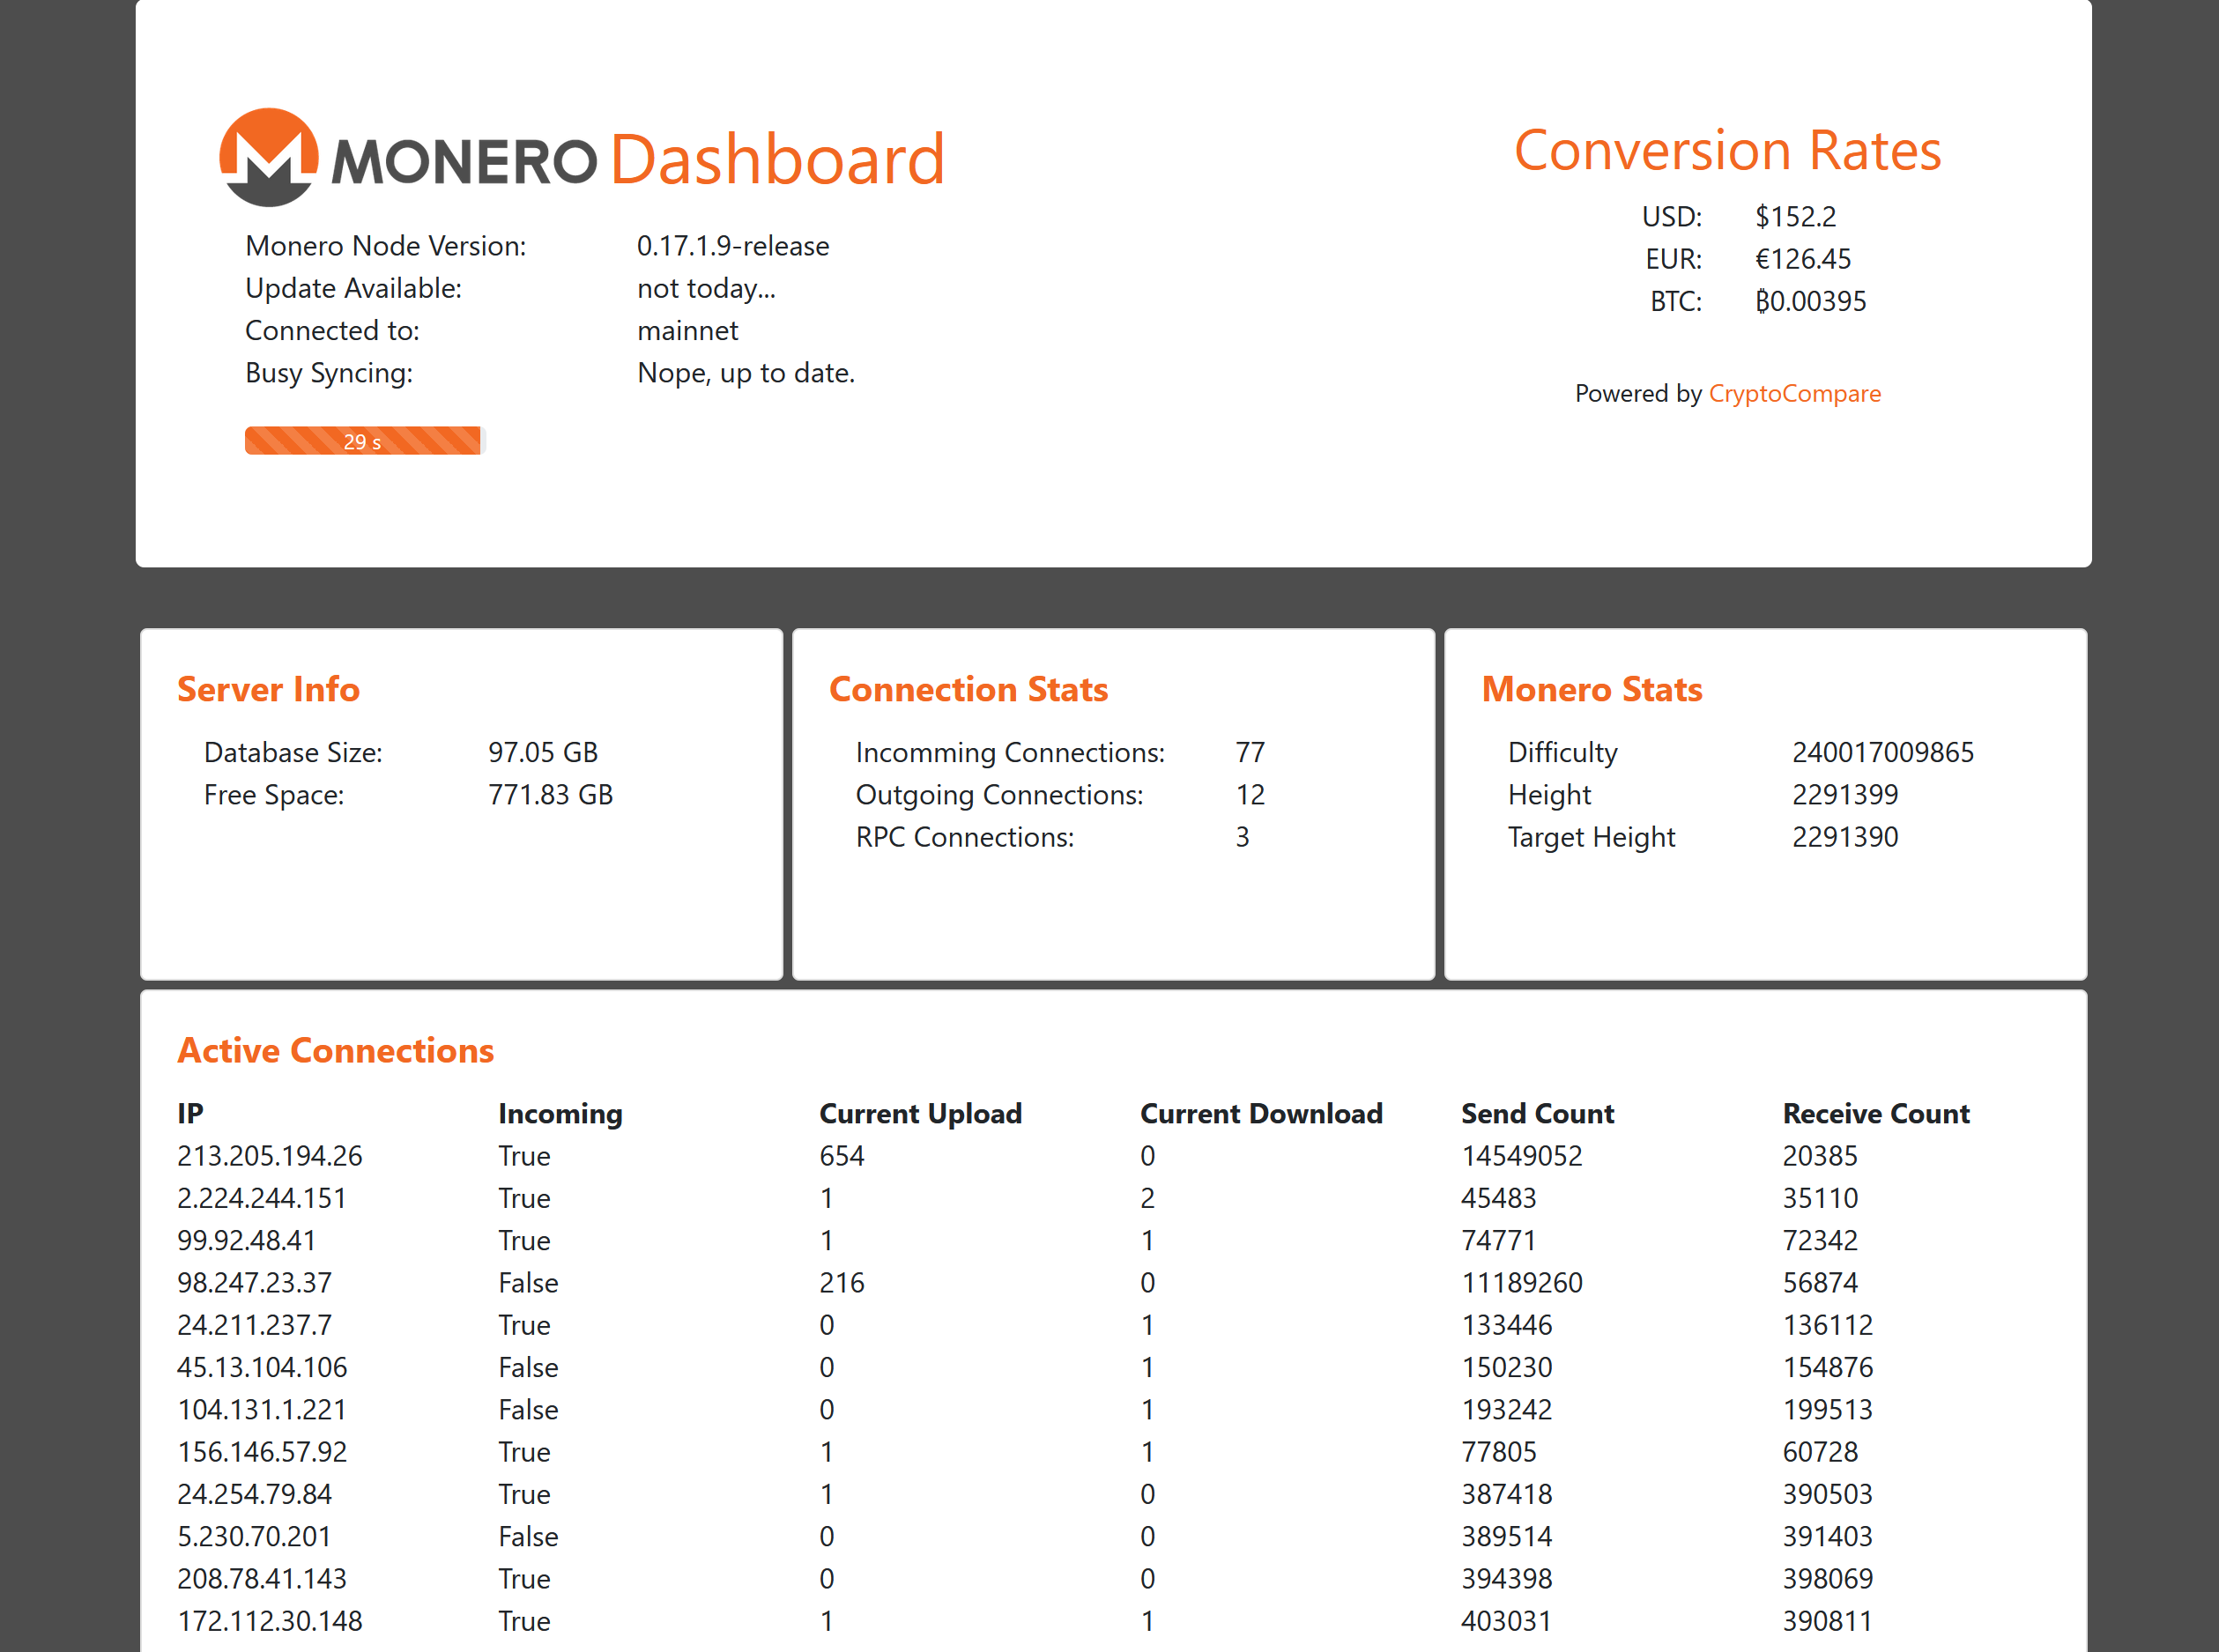 MONERO Dashboard
Monero Node Version: 0.17.1.9-release
Update Available: not today...
Connected to: mainnet
Busy Syncing: Nope, up to date.
29 s
Conversion Rates
USD: $152.2
EUR: €126.45
BTC: ₿0.00395
Powered by CryptoCompare
Server Info
Database Size: 97.05 GB
Free Space: 771.83 GB
Connection Stats
Incomming Connections: 77
Outgoing Connections: 12
RPC Connections: 3
Monero Stats
Difficulty 240017009865
Height 2291399
Target Height 2291390
Active Connections
IP Incoming Current Upload Current Download Send Count Receive Count
213.205.194.26 True 654 0 14549052 20385
2.224.244.151 True 1 2 45483 35110
99.92.48.41 True 1 1 74771 72342
98.247.23.37 False 216 0 11189260 56874
24.211.237.7 True 0 1 133446 136112
45.13.104.106 False 0 1 150230 154876
104.131.1.221 False 0 1 193242 199513
156.146.57.92 True 1 1 77805 60728
24.254.79.84 True 1 0 387418 390503
5.230.70.201 False 0 0 389514 391403
208.78.41.143 True 0 0 394398 398069
172.112.30.148 True 1 1 403031 390811